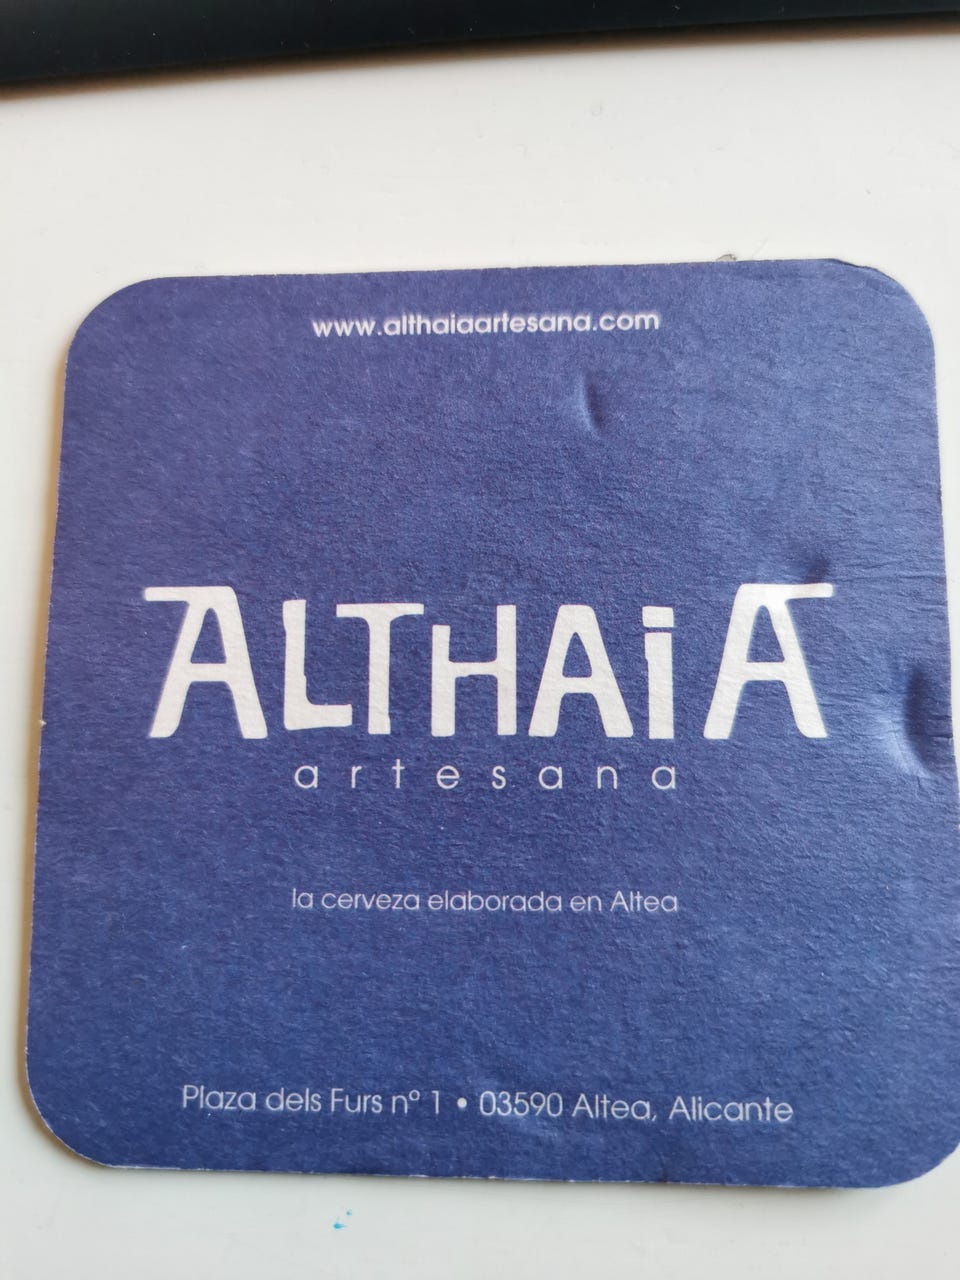 www.althaiaartesana.com
ALTHAiA
artesana
la cerveza elaborada en Altea
Plaza dels Furs nº 1 • 03590 Altea, Alicante